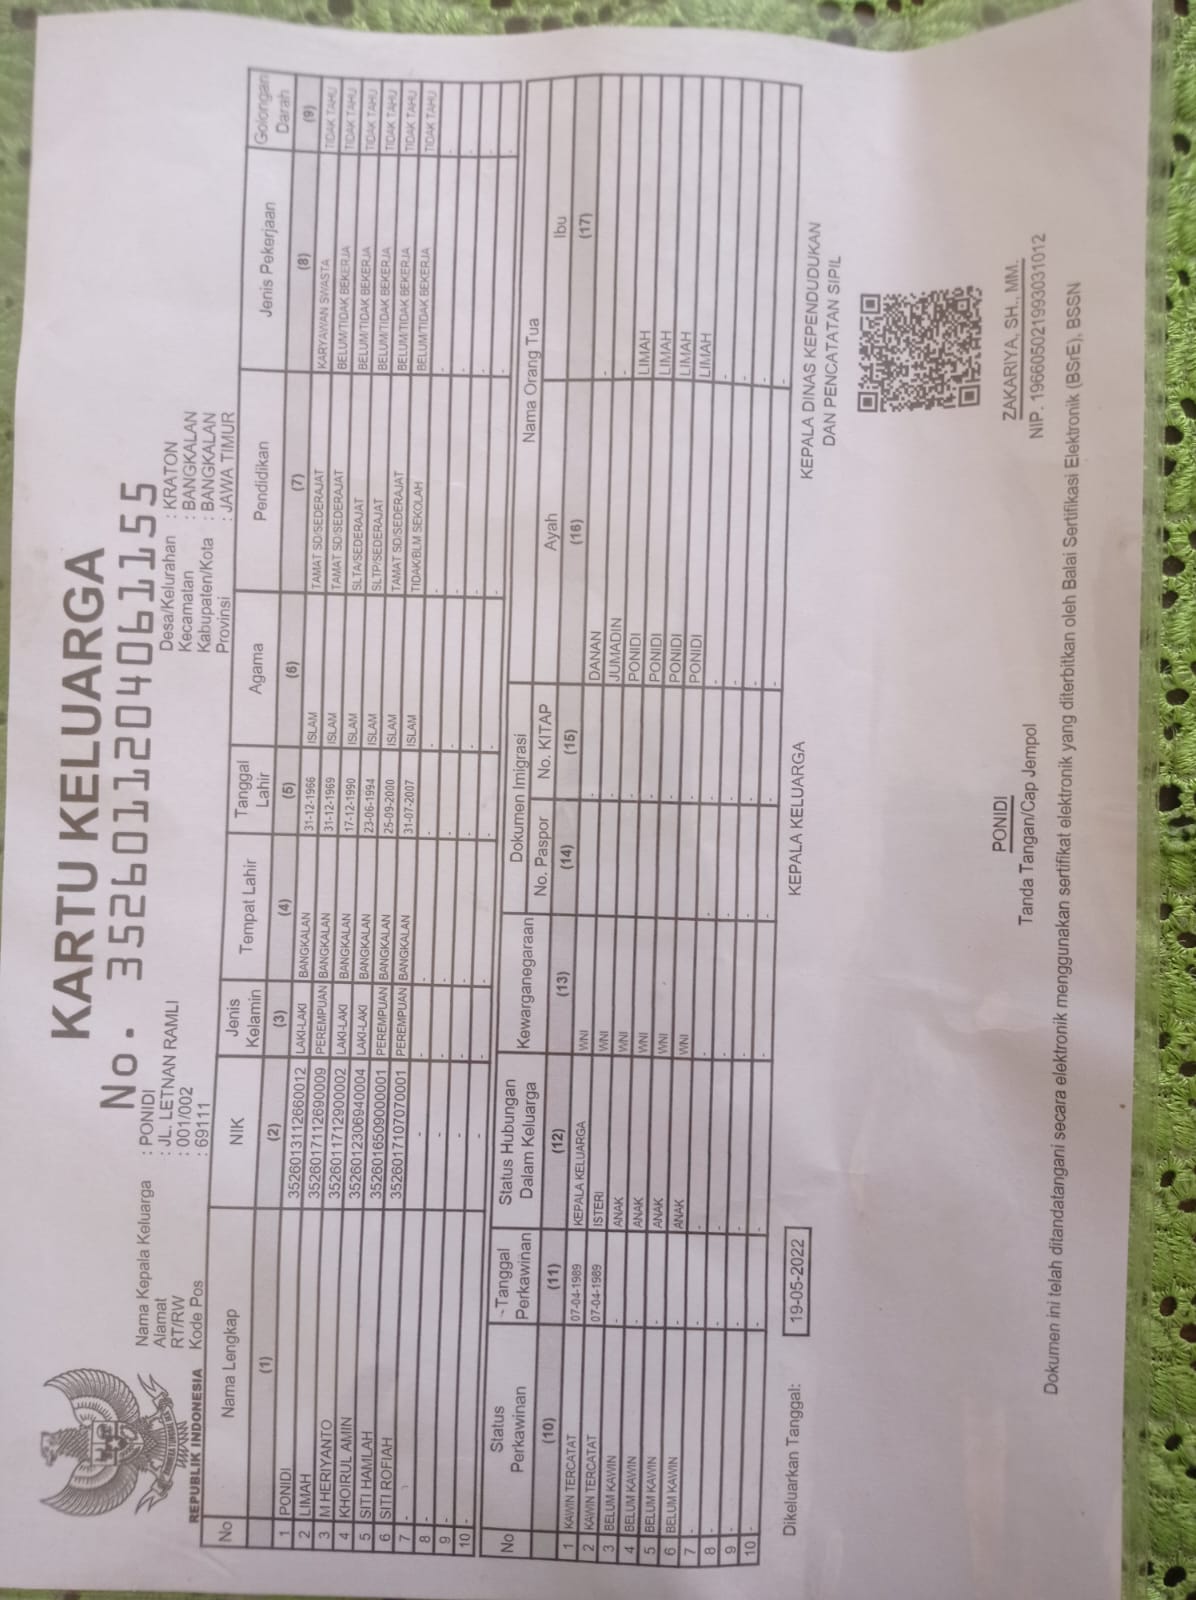 KARTU KELUARGA
No. 3526011204061155
REPUBLIK INDONESIA
Nama Kepala Keluarga : PONIDI
Alamat : JL. LETNAN RAMLI
RT/RW : 001/002
Kode Pos : 69111
Desa/Kelurahan : KRATON
Kecamatan : BANGKALAN
Kabupaten/Kota : BANGKALAN
Provinsi : JAWA TIMUR
No Nama Lengkap NIK Jenis Kelamin Tempat Lahir Tanggal Lahir Agama Pendidikan Jenis Pekerjaan Golongan Darah
(1) (2) (3) (4) (5) (6) (7) (8) (9)
1 PONIDI 3526013112660012 LAKI-LAKI BANGKALAN 31-12-1966 ISLAM TAMAT SD/SEDERAJAT KARYAWAN SWASTA TIDAK TAHU
2 LIMAH 3526017112690009 PEREMPUAN BANGKALAN 31-12-1969 ISLAM TAMAT SD/SEDERAJAT BELUM/TIDAK BEKERJA TIDAK TAHU
3 M HERIYANTO 3526011712900002 LAKI-LAKI BANGKALAN 17-12-1990 ISLAM SLTA/SEDERAJAT BELUM/TIDAK BEKERJA TIDAK TAHU
4 KHOIRUL AMIN 3526012306940004 LAKI-LAKI BANGKALAN 23-06-1994 ISLAM SLTP/SEDERAJAT BELUM/TIDAK BEKERJA TIDAK TAHU
5 SITI HAMLAH 3526016509000001 PEREMPUAN BANGKALAN 25-09-2000 ISLAM TAMAT SD/SEDERAJAT BELUM/TIDAK BEKERJA TIDAK TAHU
6 SITI ROFIAH 3526017107070001 PEREMPUAN BANGKALAN 31-07-2007 ISLAM TIDAK/BLM SEKOLAH BELUM/TIDAK BEKERJA TIDAK TAHU
7 - - - - - - - - -
8 - - - - - - - - -
9 - - - - - - - - -
10 - - - - - - - - -
No Status Perkawinan Tanggal Perkawinan Status Hubungan Dalam Keluarga Kewarganegaraan Dokumen Imigrasi Nama Orang Tua
No. Paspor No. KITAP Ayah Ibu
(10) (11) (12) (13) (14) (15) (16) (17)
1 KAWIN TERCATAT 07-04-1989 KEPALA KELUARGA WNI - - DANAN -
2 KAWIN TERCATAT 07-04-1989 ISTERI WNI - - JUMADIN -
3 BELUM KAWIN - ANAK WNI - - PONIDI LIMAH
4 BELUM KAWIN - ANAK WNI - - PONIDI LIMAH
5 BELUM KAWIN - ANAK WNI - - PONIDI LIMAH
6 BELUM KAWIN - ANAK WNI - - PONIDI LIMAH
7 - - - - - - - -
8 - - - - - - - -
9 - - - - - - - -
10 - - - - - - - -
Dikeluarkan Tanggal: 19-05-2022
KEPALA KELUARGA
PONIDI
Tanda Tangan/Cap Jempol
KEPALA DINAS KEPENDUDUKAN
DAN PENCATATAN SIPIL
ZAKARIYA, SH., MM.
NIP. 196605021993031012
Dokumen ini telah ditandatangani secara elektronik menggunakan sertifikat elektronik yang diterbitkan oleh Balai Sertifikasi Elektronik (BSrE), BSSN